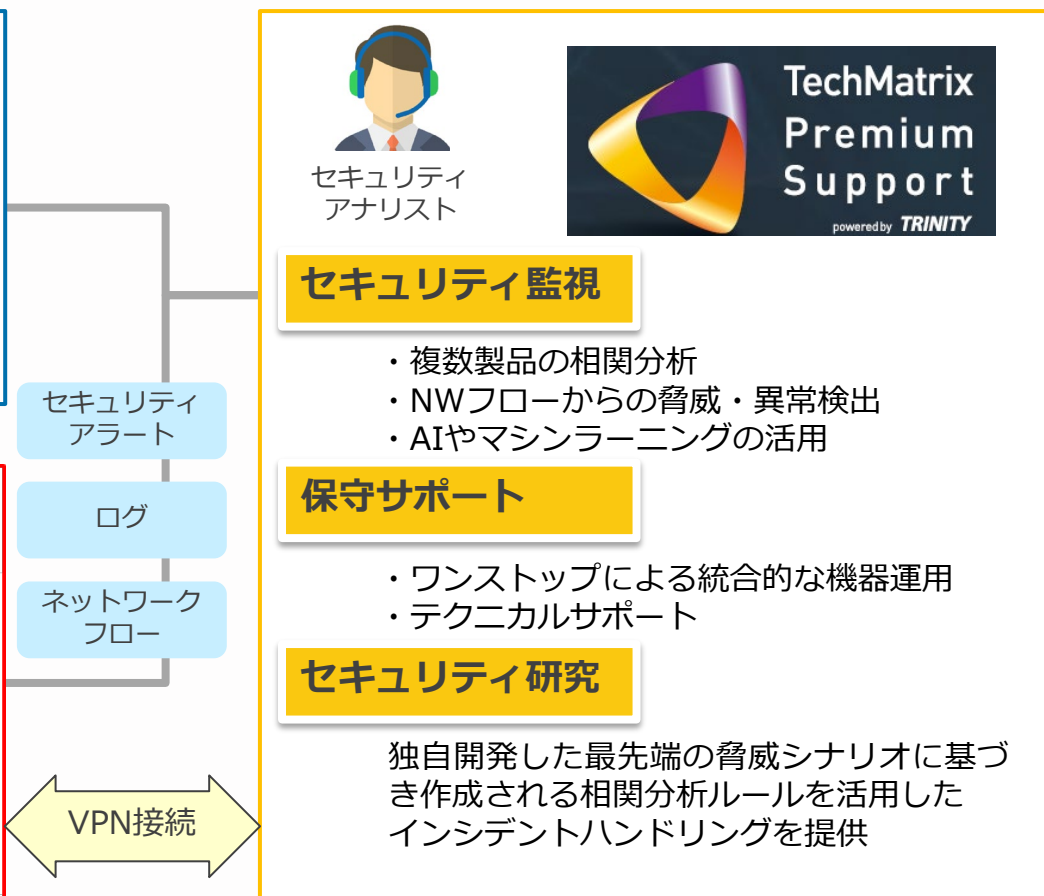 セキュリティ
アナリスト
TechMatrix
Premium
Support
powered by TRINITY
セキュリティ監視
・複数製品の相関分析
・NWフローからの脅威・異常検出
・AIやマシンラーニングの活用
セキュリティ
アラート
ログ
ネットワーク
フロー
保守サポート
・ワンストップによる統合的な機器運用
・テクニカルサポート
セキュリティ研究
独自開発した最先端の脅威シナリオに基づ
き作成される相関分析ルールを活用した
インシデントハンドリングを提供
VPN接続